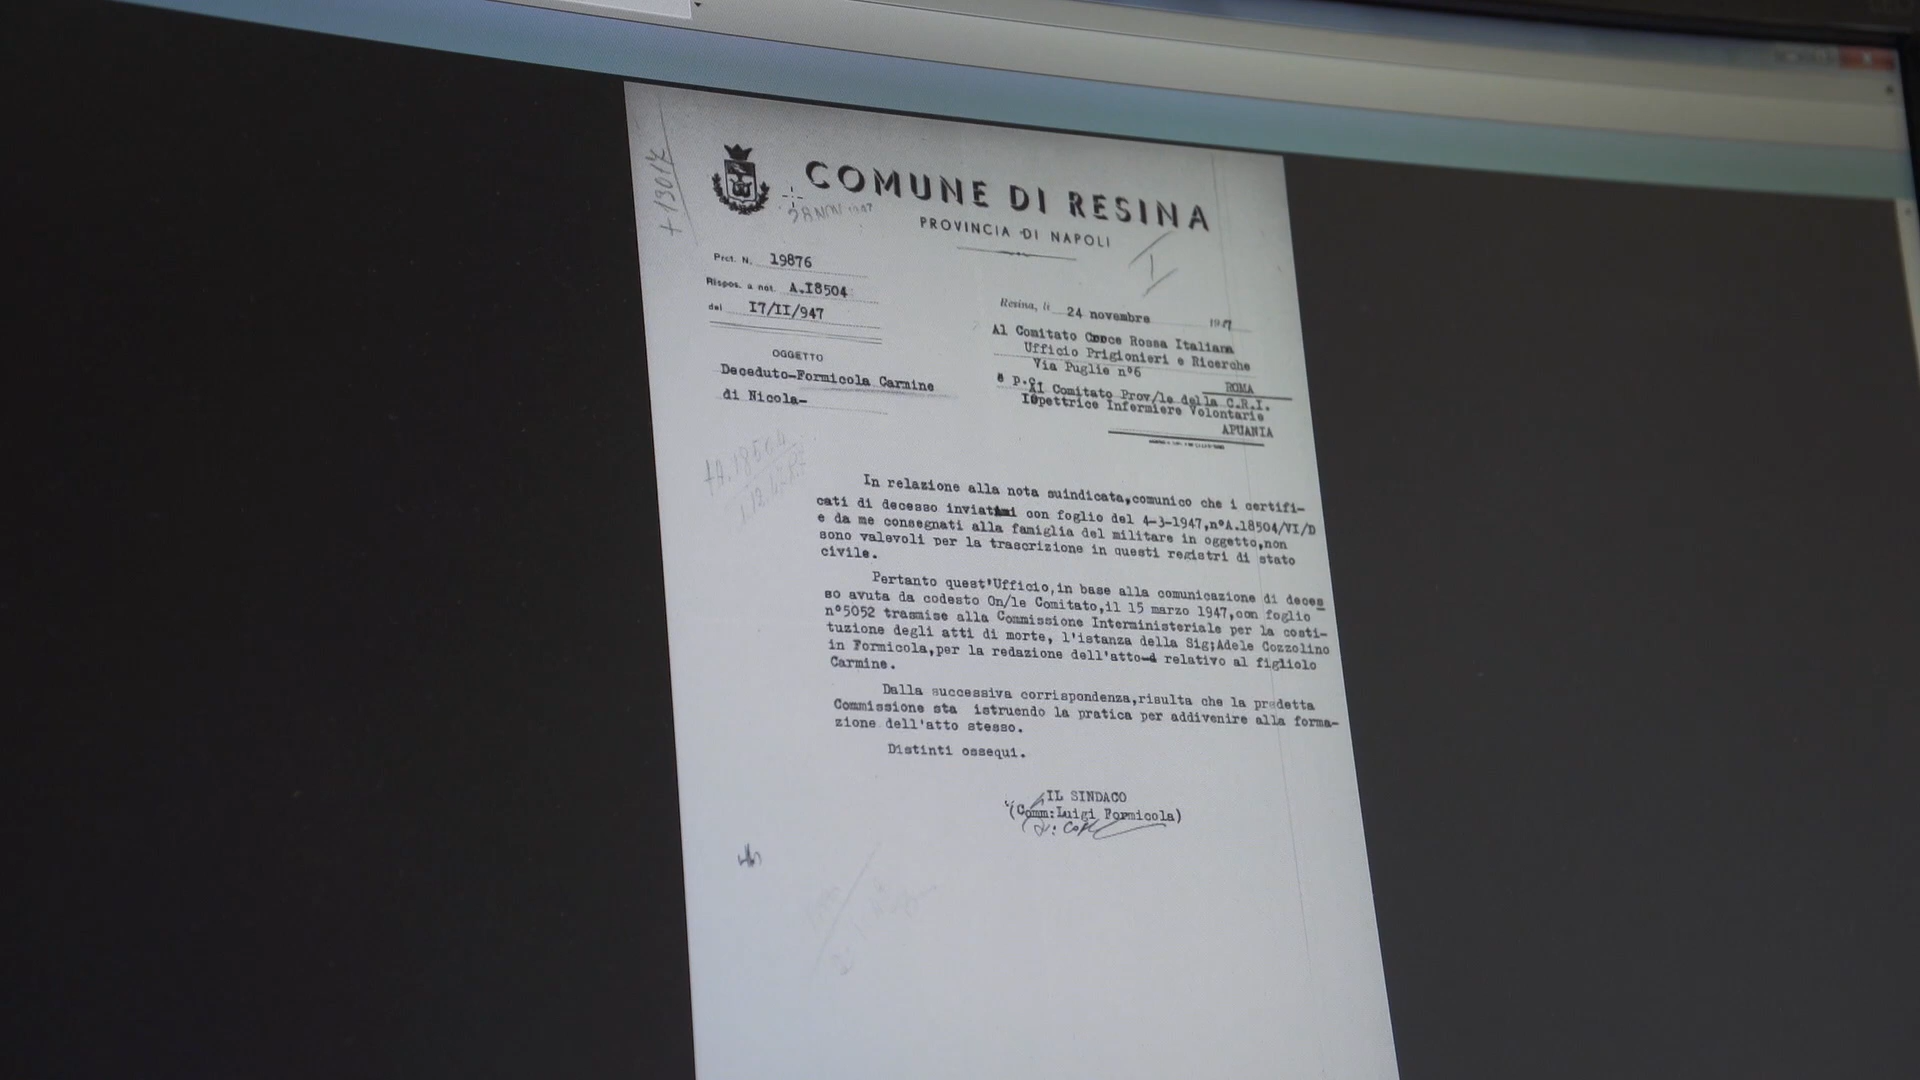 COMUNE DI RESINA
28 NOV 1947
PROVINCIA DI NAPOLI
+19017
I
Prot. N. 19876
Rispos. a not. A.I8504
del I7/II/947
OGGETTO
Deceduto-Formicola Carmine
di Nicola-
Resina, li 24 novembre 1947
Al Comitato Croce Rossa Italiana
Ufficio Prigionieri e Ricerche
Via Puglie n°6
ROMA
e p.c.
Al Comitato Prov/le della C.R.I.
Ispettrice Infermiere Volontarie
APUANIA
In relazione alla nota suindicata,comunico che i certifi-
cati di decesso inviatimi con foglio del 4-3-1947,n°A.18504/VI/D
e da me consegnati alla famiglia del militare in oggetto,non
sono valevoli per la trascrizione in questi registri di stato
civile.
Pertanto quest'Ufficio,in base alla comunicazione di deces
so avuta da codesto On/le Comitato,il 15 marzo 1947,con foglio
n°5052 trasmise alla Commissione Interministeriale per la costi-
tuzione degli atti di morte, l'istanza della Sig;Adele Cozzolino
in Formicola,per la redazione dell'atto-d relativo al figliolo
Carmine.
Dalla successiva corrispondenza,risulta che la predetta
Commissione sta istruendo la pratica per addivenire alla forma-
zione dell'atto stesso.
Distinti ossequi.
IL SINDACO
(Comm:Luigi Formicola)